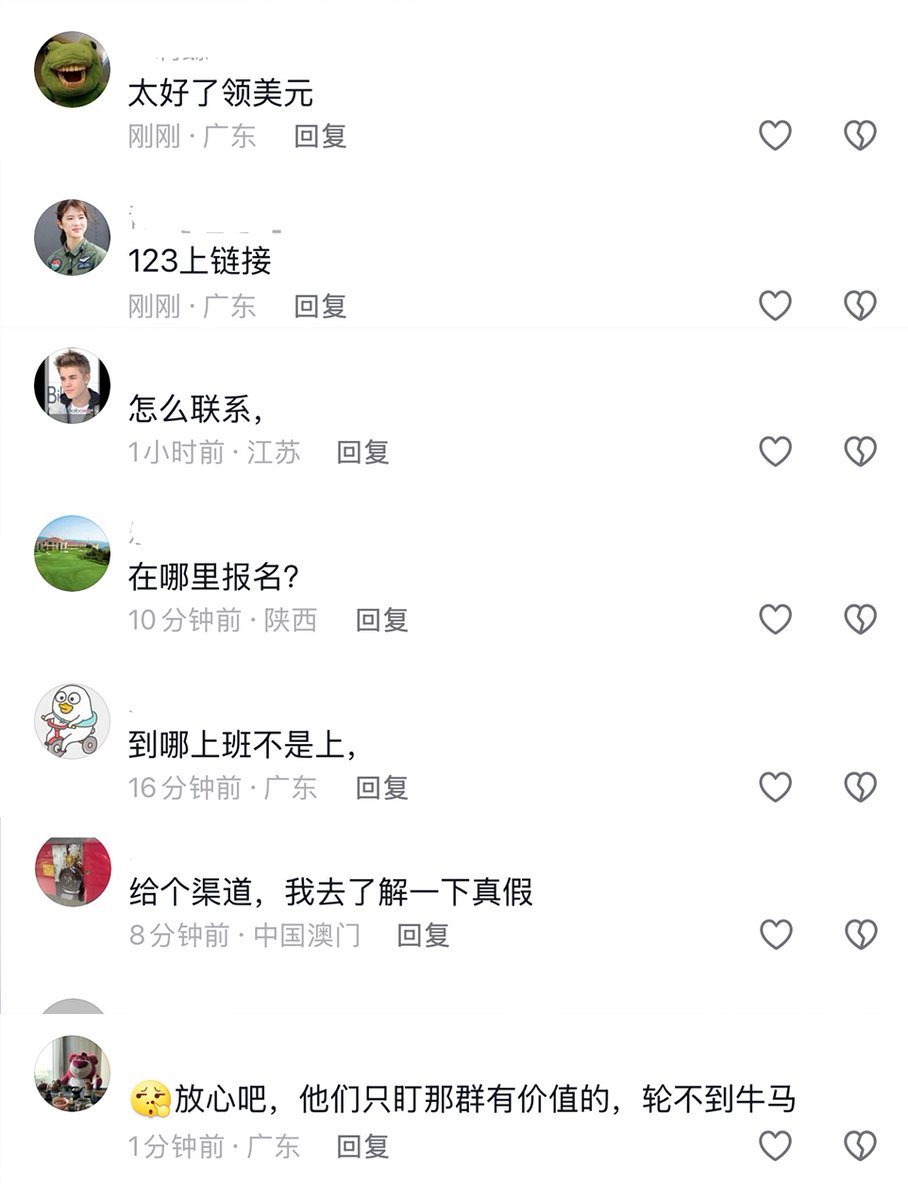 太好了领美元
刚刚·广东 回复
123上链接
刚刚·广东 回复
怎么联系，
1小时前·江苏 回复
在哪里报名?
10分钟前·陕西 回复
到哪上班不是上，
16分钟前·广东 回复
给个渠道，我去了解一下真假
8分钟前·中国澳门 回复
放心吧，他们只盯那群有价值的，轮不到牛马
1分钟前·广东 回复